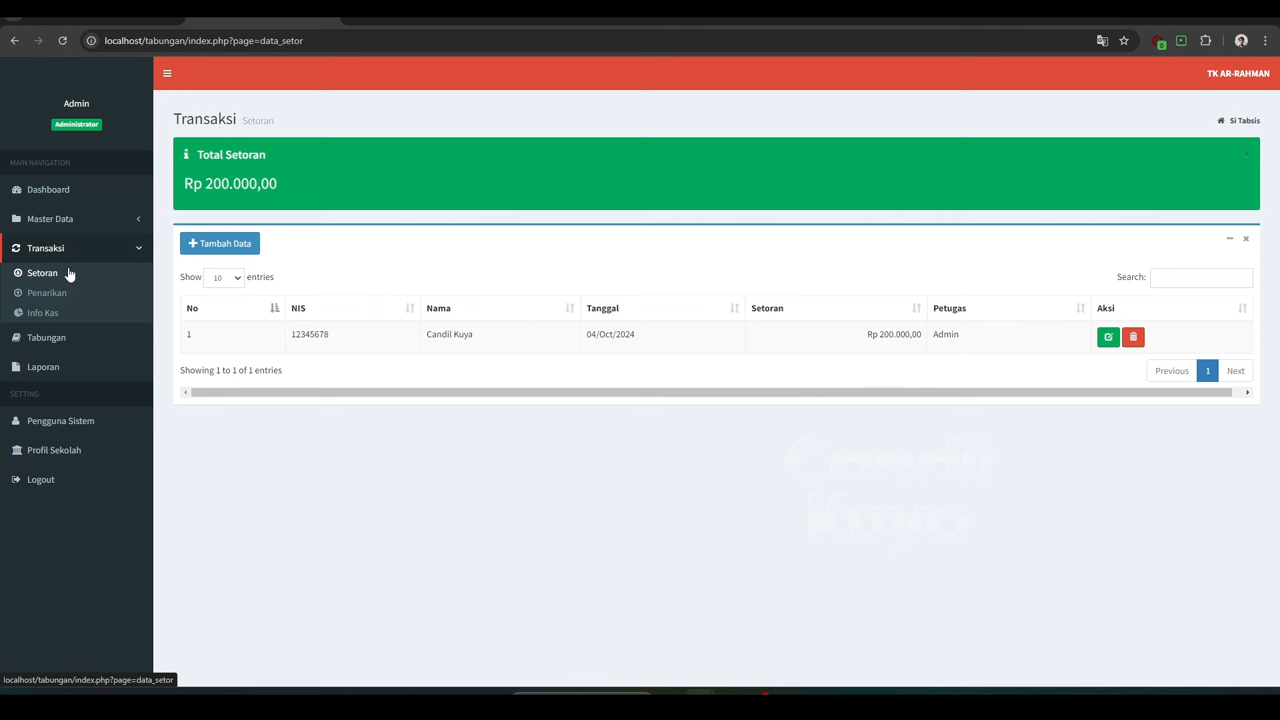 localhost/tabungan/index.php?page=data_setor
0
TK AR-RAHMAN
Admin
Administrator
MAIN NAVIGATION
Dashboard
Master Data
Transaksi
Setoran
Penarikan
Info Kas
Tabungan
Laporan
SETTING
Pengguna Sistem
Profil Sekolah
Logout
Transaksi Setoran
Si Tabsis
Total Setoran
Rp 200.000,00
Tambah Data
Show 10 entries
Search:
No NIS Nama Tanggal Setoran Petugas Aksi
1 12345678 Candil Kuya 04/Oct/2024 Rp 200.000,00 Admin
Showing 1 to 1 of 1 entries
Previous 1 Next
Candil
Kuya
localhost/tabungan/index.php?page=data_setor